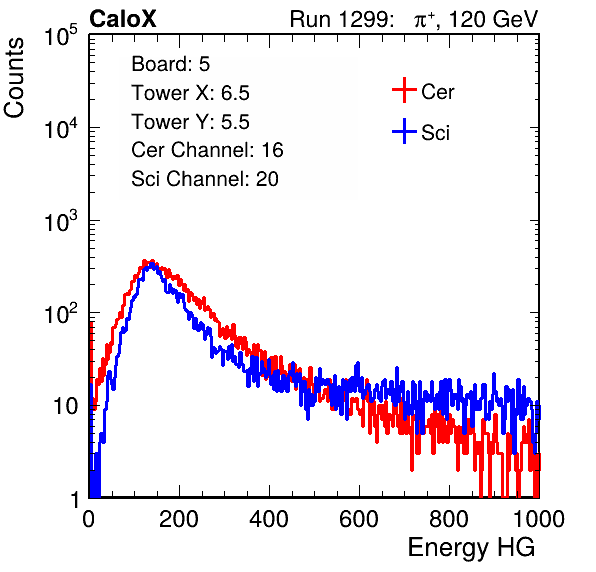 CaloX Run 1299: π⁺, 120 GeV
Counts
10⁵
10⁴
10³
10²
10
1
Board: 5
Tower X: 6.5
Tower Y: 5.5
Cer Channel: 16
Sci Channel: 20
Cer
Sci
0 200 400 600 800 1000
Energy HG